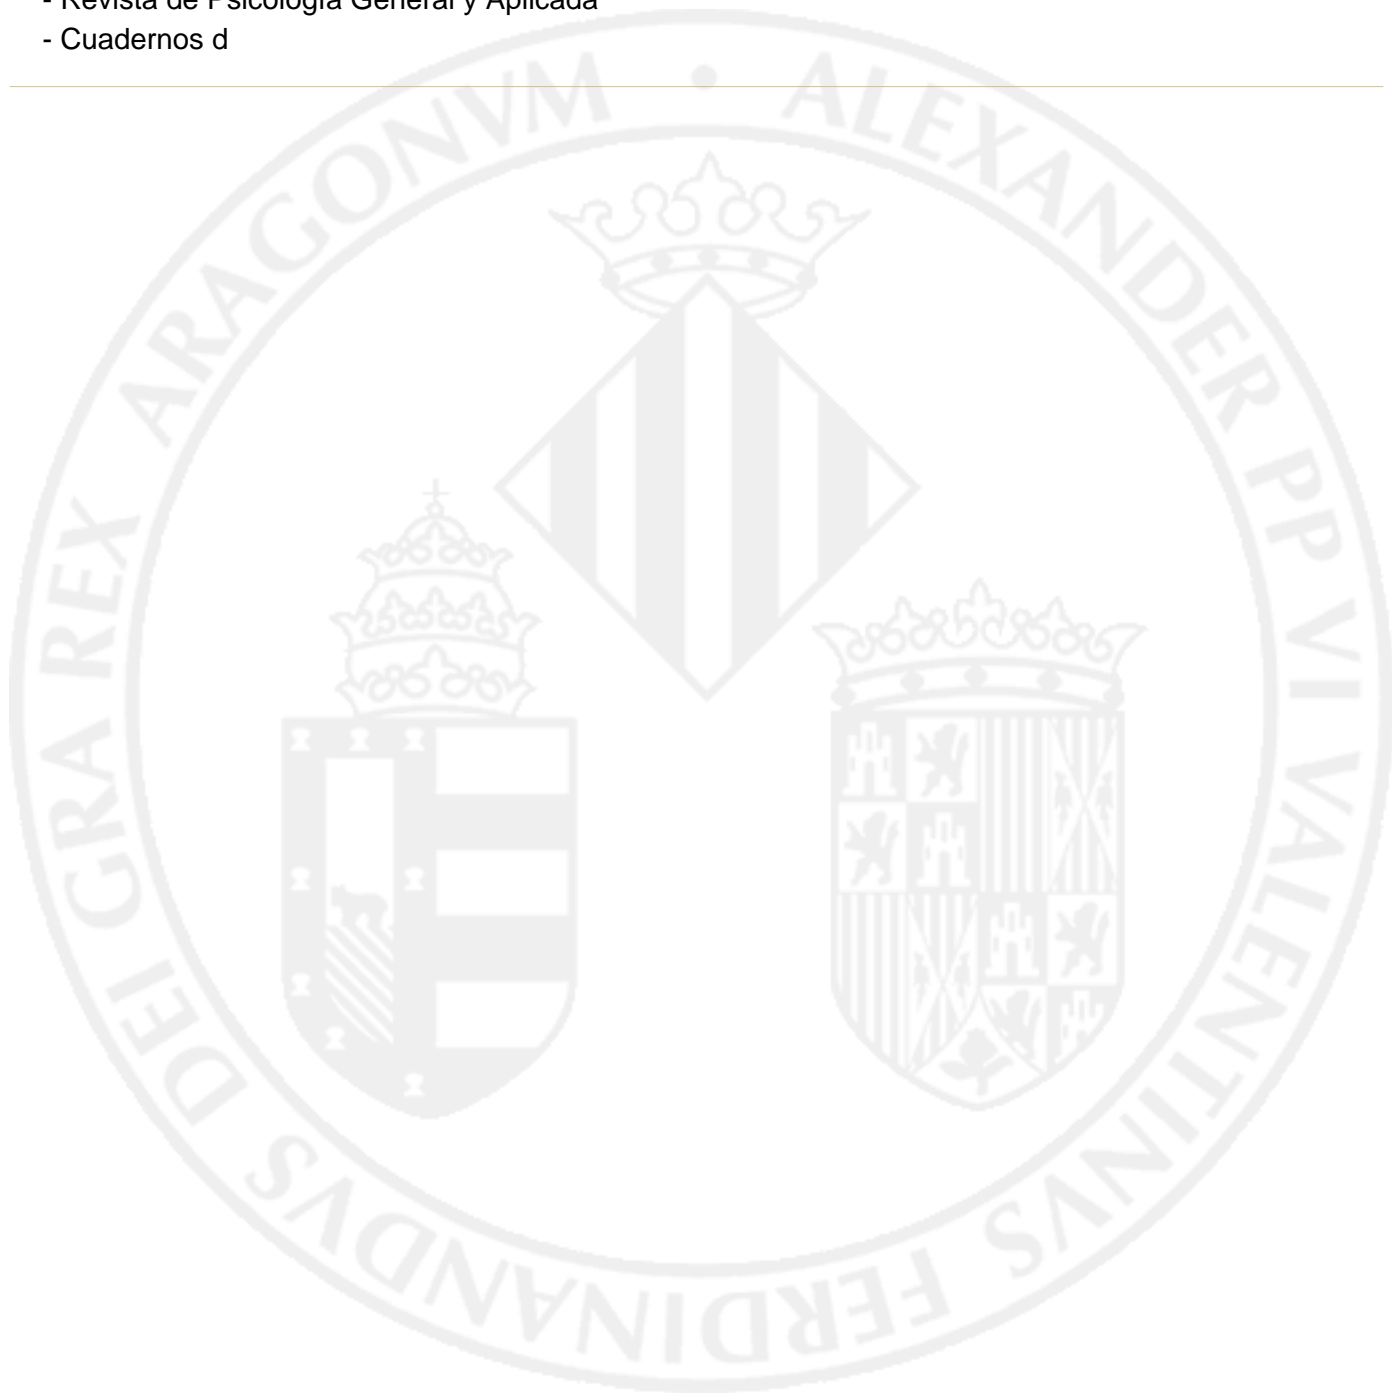 - Revista de Psicología General y Aplicada
- Cuadernos d
ALEXANDER PP VI VALENTINVS FERDINANDVS DEI GRA REX ARAGONVM